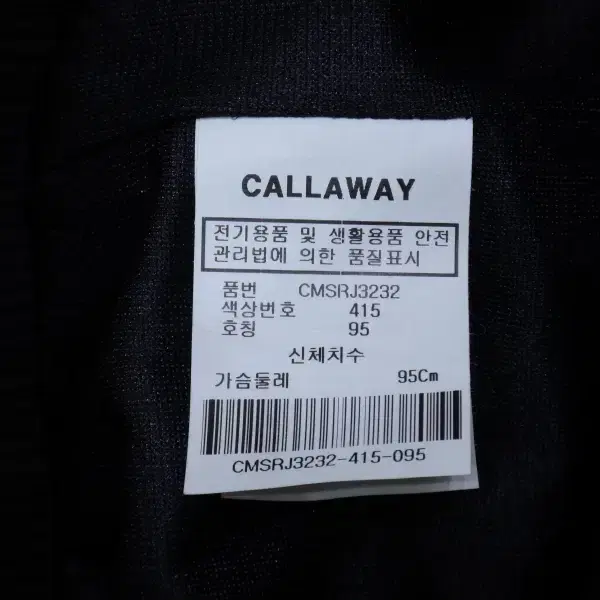 CALLAWAY
전기용품 및 생활용품 안전
관리법에 의한 품질표시
품번 CMSRJ3232
색상번호 415
호칭 95
신체치수
가슴둘레 95Cm
CMSRJ3232-415-095